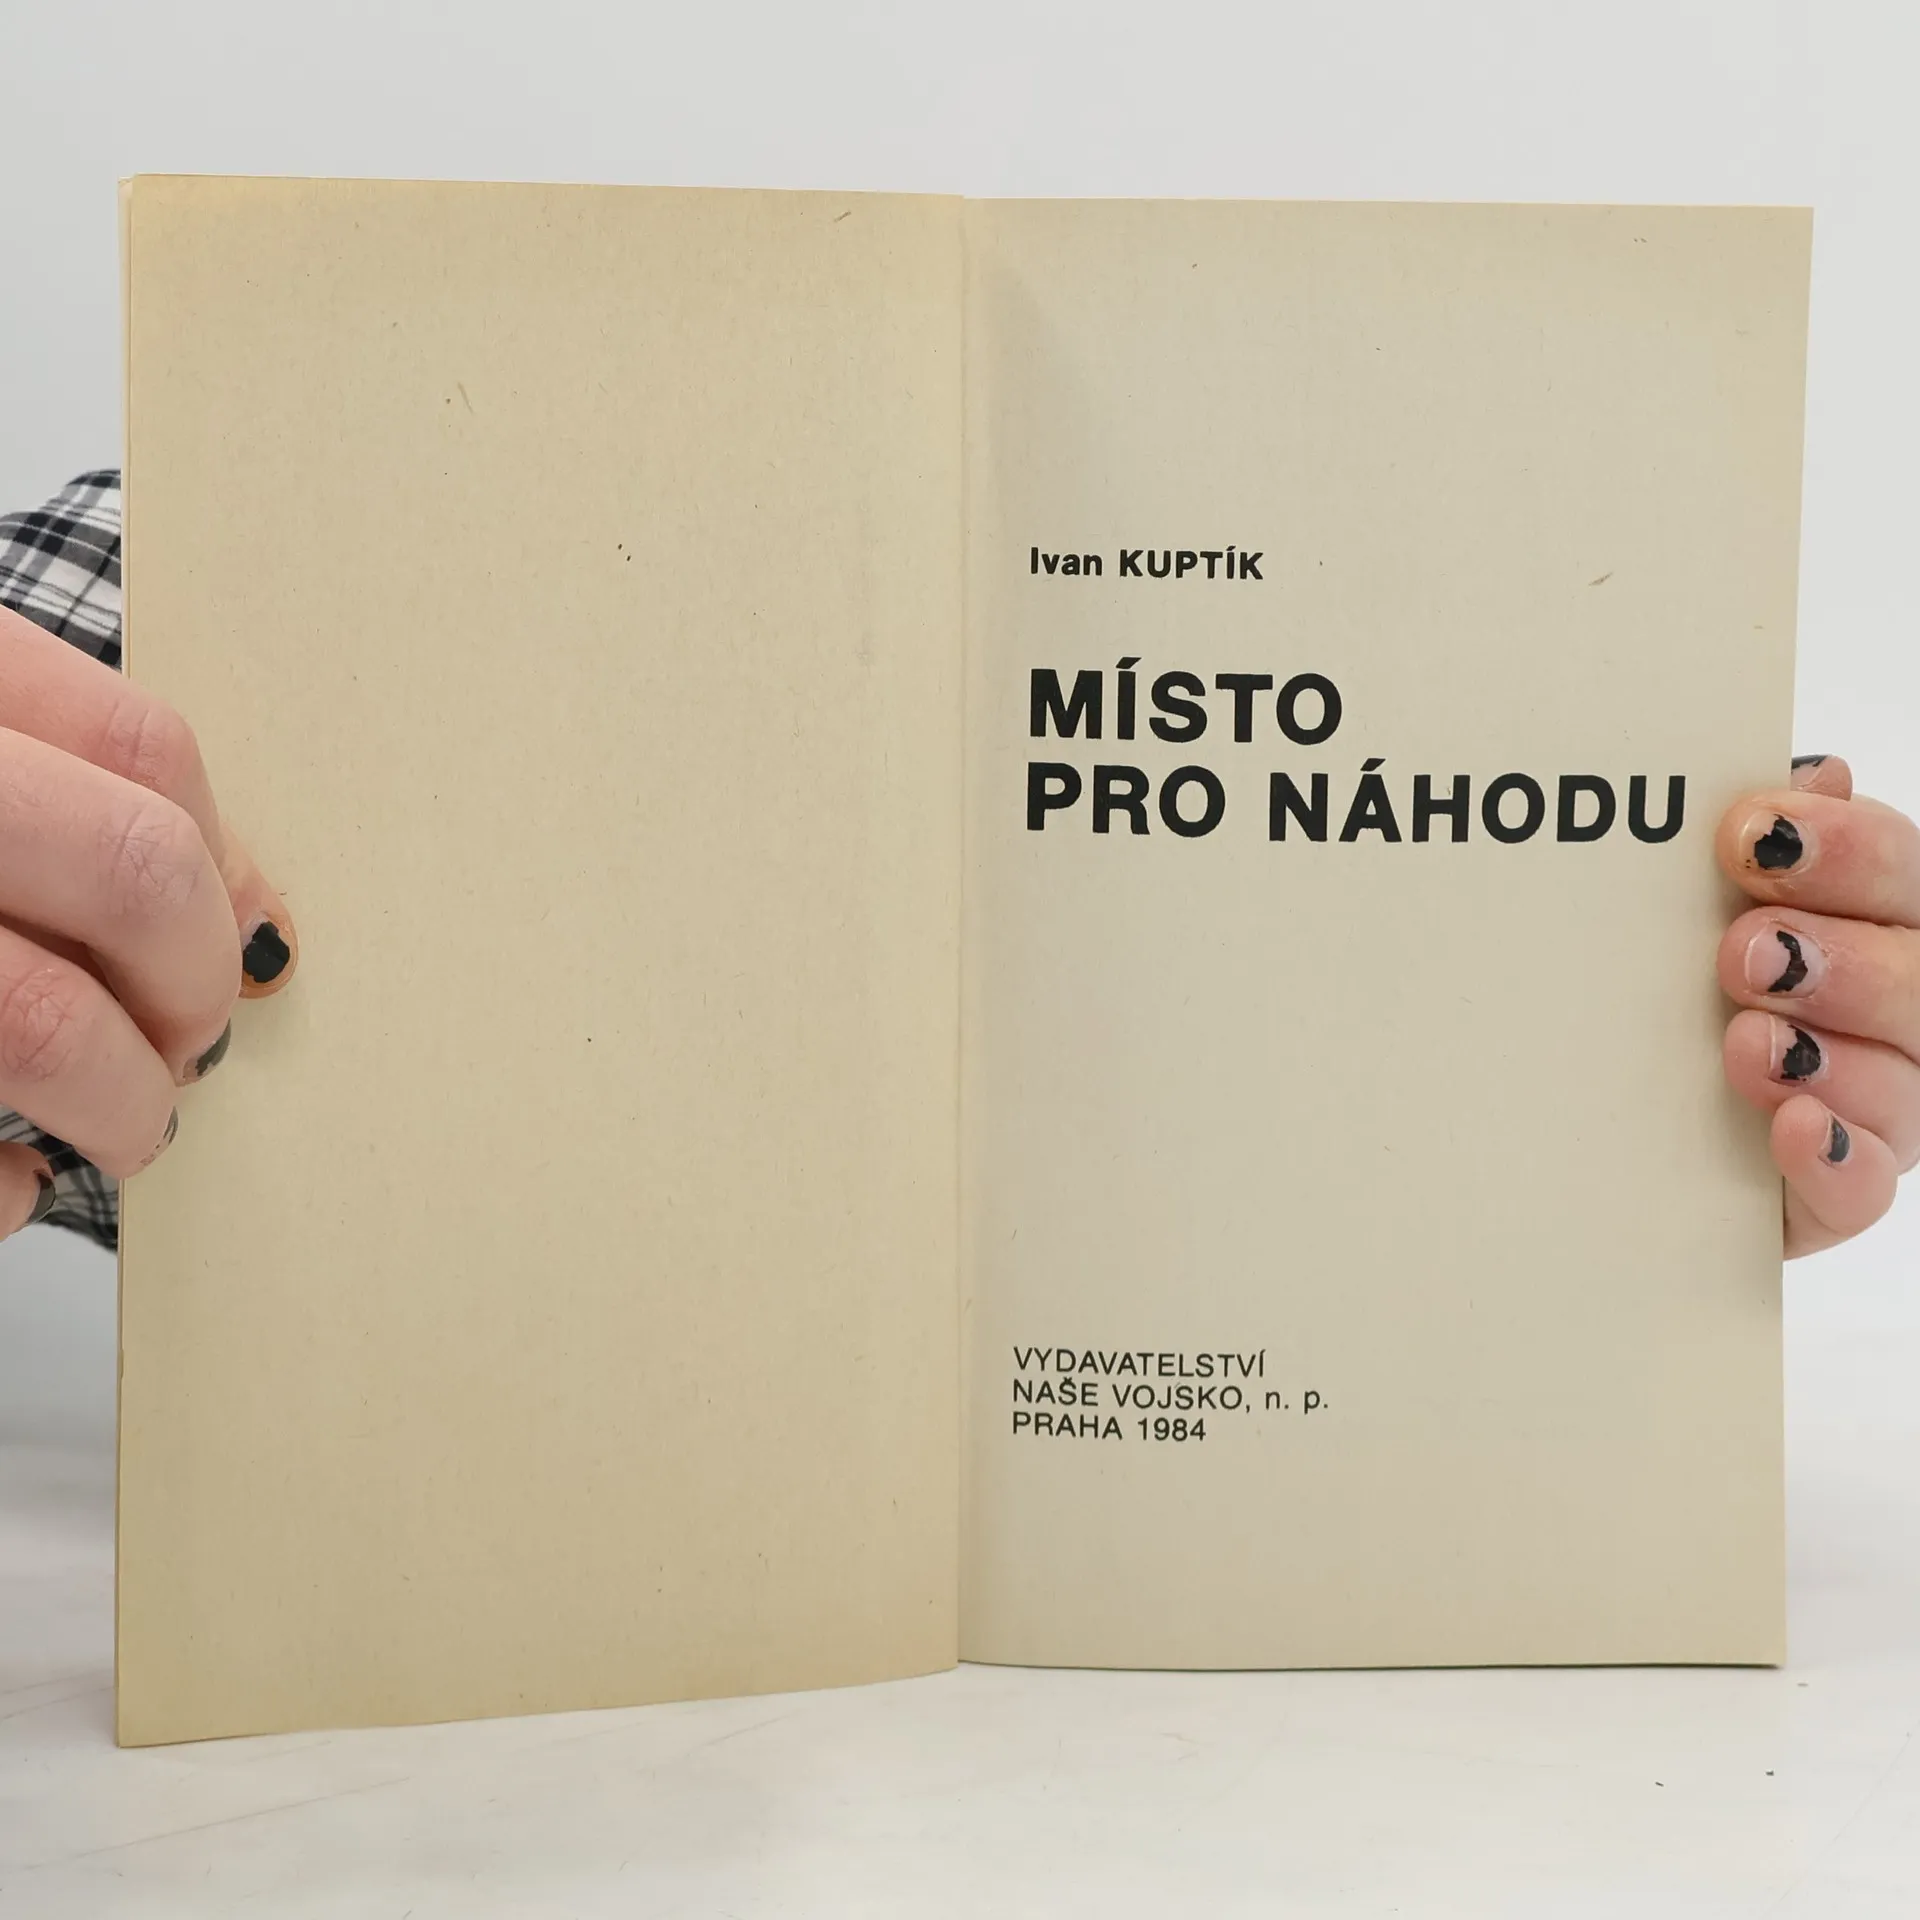 Ivan KUPTÍK
MÍSTO
PRO NÁHODU
VYDAVATELSTVÍ
NAŠE VOJSKO, n. p.
PRAHA 1984